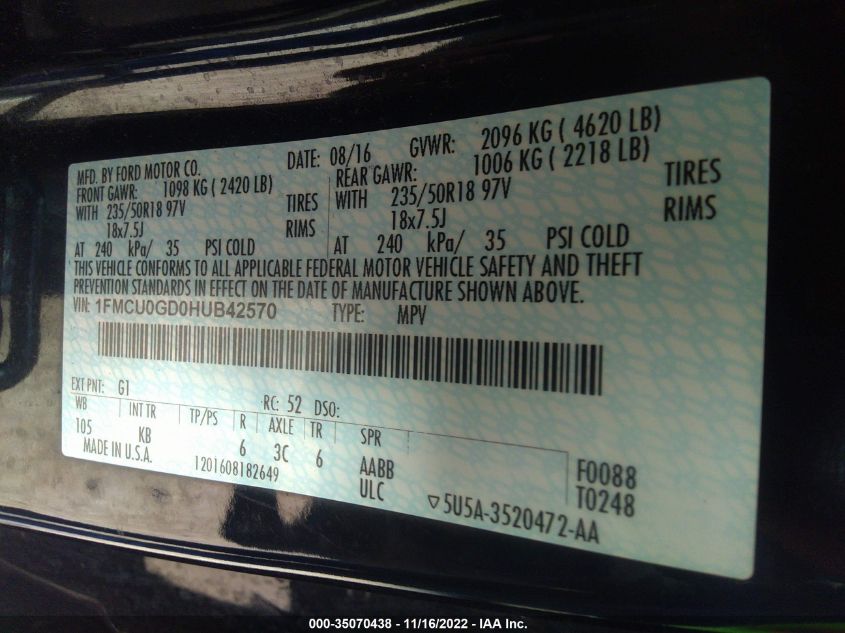 MFD. BY FORD MOTOR CO.
DATE: 08/16 GVWR: 2096 KG ( 4620 LB)
FRONT GAWR: 1098 KG ( 2420 LB)
REAR GAWR: 1006 KG ( 2218 LB)
WITH 235/50R18 97V TIRES
WITH 235/50R18 97V TIRES
18x7.5J RIMS
18x7.5J RIMS
AT 240 kPa/ 35 PSI COLD
AT 240 kPa/ 35 PSI COLD
THIS VEHICLE CONFORMS TO ALL APPLICABLE FEDERAL MOTOR VEHICLE SAFETY AND THEFT
PREVENTION STANDARDS IN EFFECT ON THE DATE OF MANUFACTURE SHOWN ABOVE.
VIN: 1FMCU0GD0HUB42570 TYPE: MPV
EXT PNT: G1 RC: 52 DSO:
WB INT TR TP/PS R AXLE TR SPR
105 KB 6 3C 6 AABB F0088
MADE IN U.S.A. 1201608182649 ULC T0248
▽5U5A-3520472-AA
000-35070438 - 11/16/2022 - IAA Inc.